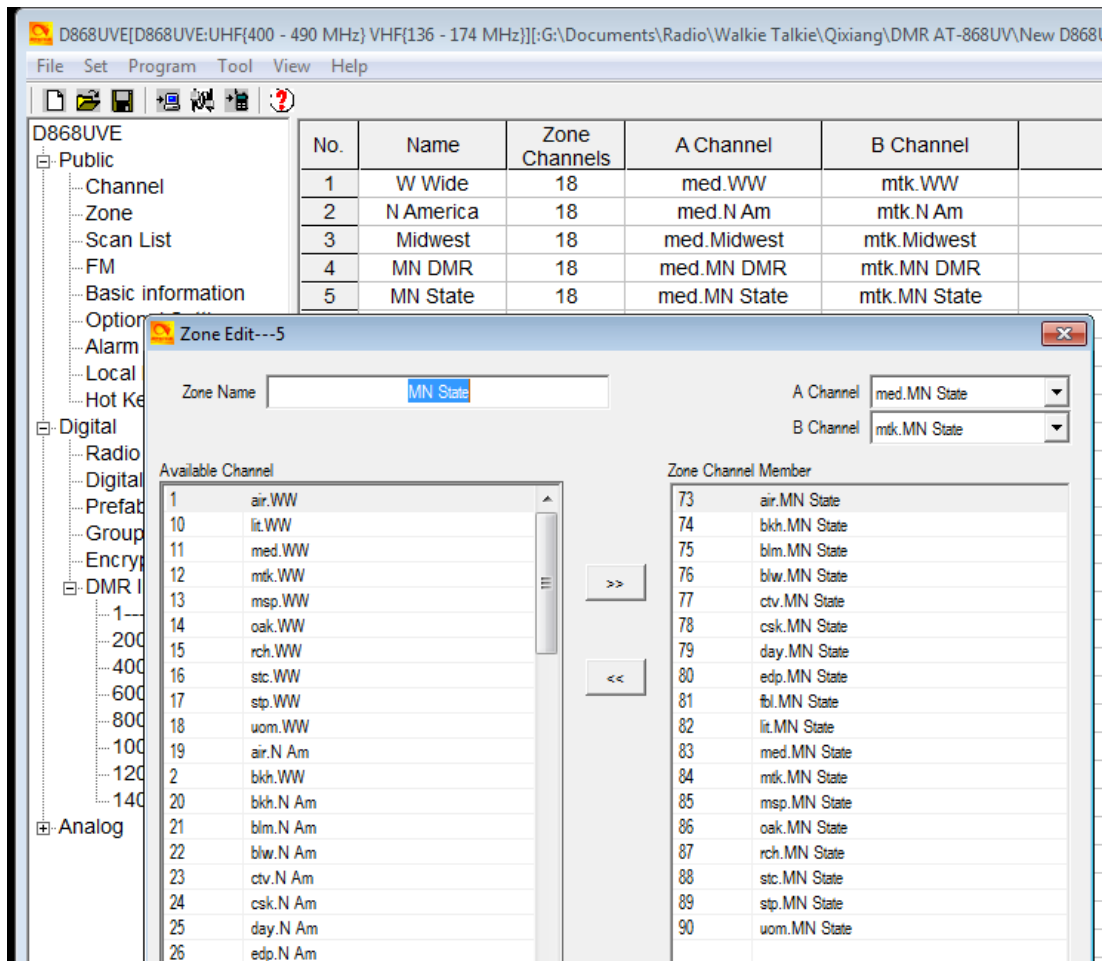 D868UVE[D868UVE:UHF{400 - 490 MHz} VHF{136 - 174 MHz}][:G:\Documents\Radio\Walkie Talkie\Qixiang\DMR AT-868UV\New
File Set Program Tool View Help
D868UVE
Public
Channel
Zone
Scan List
FM
Basic information
Alarm
Local
Digital
Radio
Digital
DMR
Analog
No. Name Zone Channels A Channel B Channel
1 W Wide 18 med.WW mtk.WW
2 N America 18 med.N Am mtk.N Am
3 Midwest 18 med.Midwest mtk.Midwest
4 MN DMR 18 med.MN DMR mtk.MN DMR
5 MN State 18 med.MN State mtk.MN State
Zone Edit---5
Zone Name MN State
A Channel med.MN State
B Channel mtk.MN State
Available Channel
1 air.WW
10 lit.WW
11 med.WW
12 mtk.WW
13 msp.WW
14 oak.WW
15 rch.WW
16 stc.WW
17 stp.WW
18 uom.WW
19 air.N Am
2 bkh.WW
20 bkh.N Am
21 blm.N Am
22 blw.N Am
23 ctv.N Am
24 csk.N Am
25 day.N Am
26 edp.N Am
>>
<<
Zone Channel Member
73 air.MN State
74 bkh.MN State
75 blm.MN State
76 blw.MN State
77 ctv.MN State
78 csk.MN State
79 day.MN State
80 edp.MN State
81 fbl.MN State
82 lit.MN State
83 med.MN State
84 mtk.MN State
85 msp.MN State
86 oak.MN State
87 rch.MN State
88 stc.MN State
89 stp.MN State
90 uom.MN State